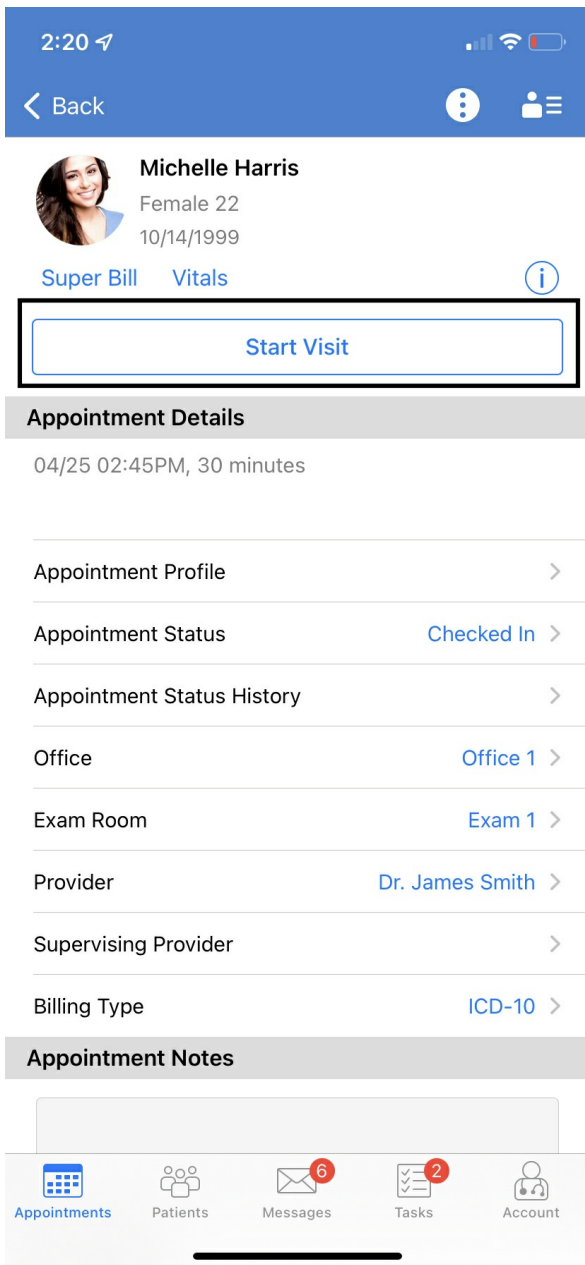 2:20
Back
Michelle Harris
Female 22
10/14/1999
Super Bill Vitals i
Start Visit
Appointment Details
04/25 02:45PM, 30 minutes
Appointment Profile
Appointment Status Checked In
Appointment Status History
Office Office 1
Exam Room Exam 1
Provider Dr. James Smith
Supervising Provider
Billing Type ICD-10
Appointment Notes
6 2
Appointments Patients Messages Tasks Account